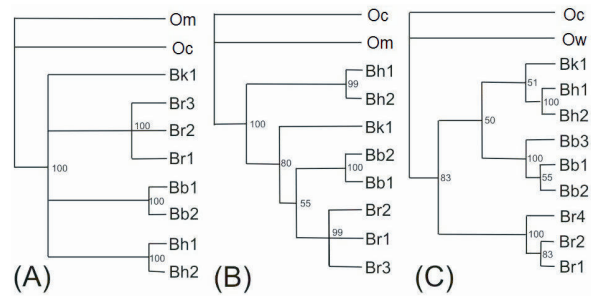 Om
Oc
Bk1
Br3
100
Br2
Br1
100
Bb1
100
Bb2
Bh1
100
Bh2
(A)
Oc
Om
Bh1
99
Bh2
100
Bk1
80
Bb2
100
Bb1
55
Br2
99
Br1
Br3
(B)
Oc
Ow
Bk1
51
Bh1
100
Bh2
50
Bb3
100
Bb1
55
Bb2
83
Br4
100
Br2
83
Br1
(C)